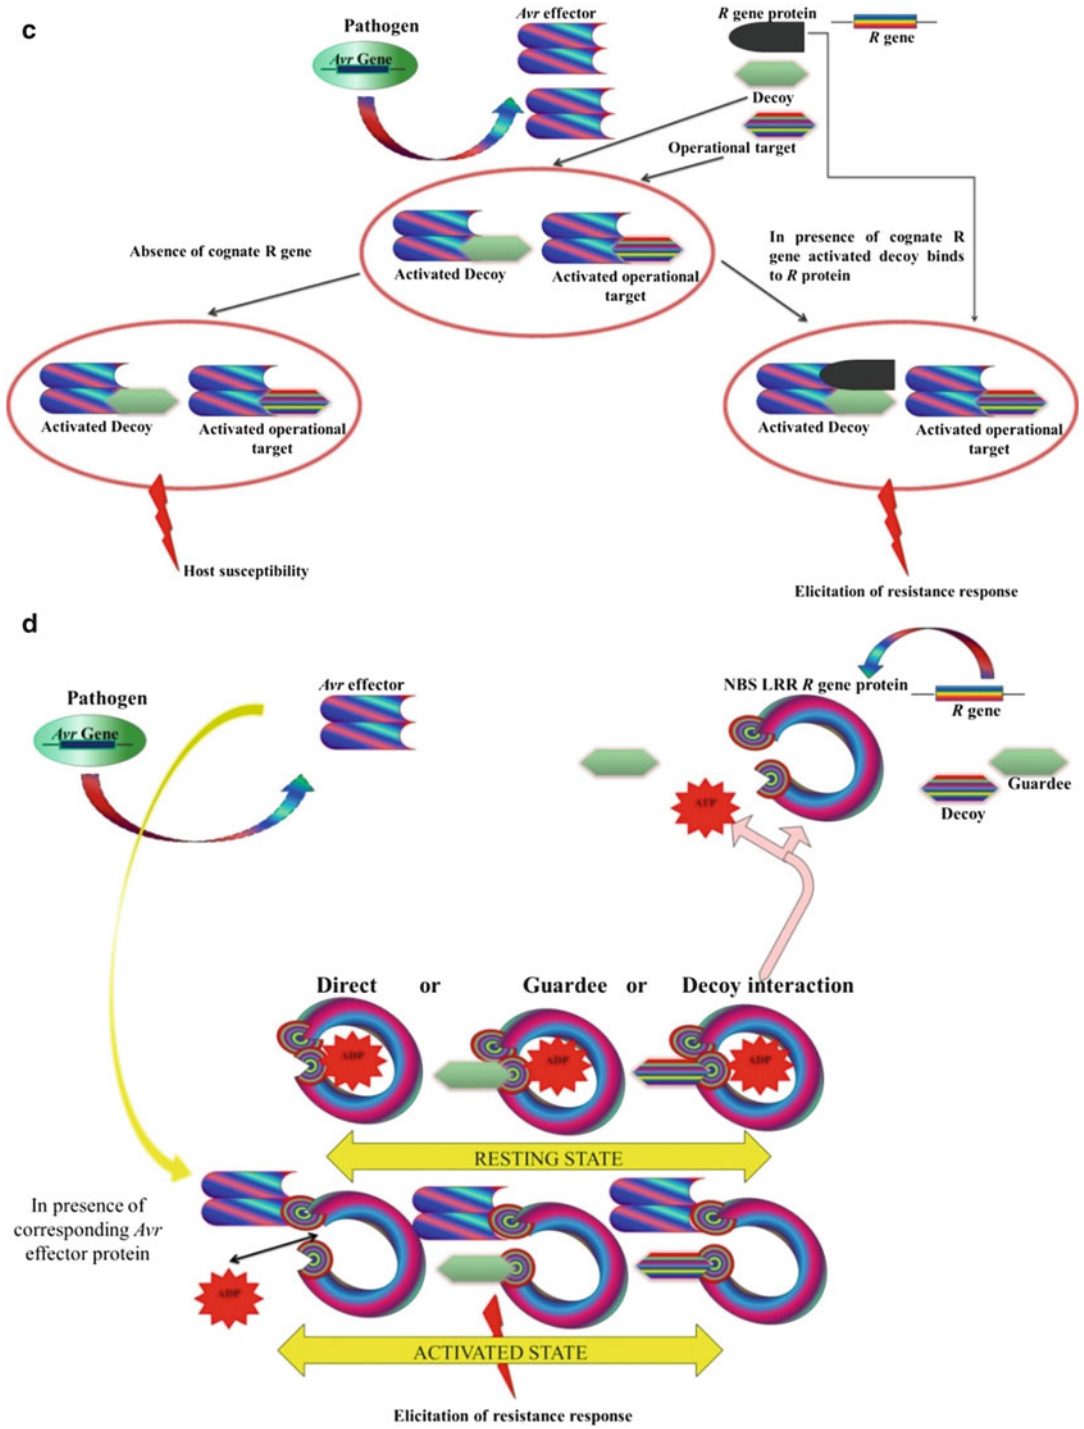 c
Pathogen
Avr Gene
Avr effector
R gene protein
R gene
Decoy
Operational target
Absence of cognate R gene
Activated Decoy
Activated operational
target
In presence of cognate R
gene activated decoy binds
to R protein
Activated Decoy
Activated operational
target
Activated Decoy
Activated operational
target
Host susceptibility
Elicitation of resistance response
d
Pathogen
Avr Gene
Avr effector
NBS LRR R gene protein
R gene
Guardee
Decoy
ATP
Direct or Guardee or Decoy interaction
ADP
ADP
ADP
RESTING STATE
In presence of
corresponding Avr
effector protein
ADP
ACTIVATED STATE
Elicitation of resistance response